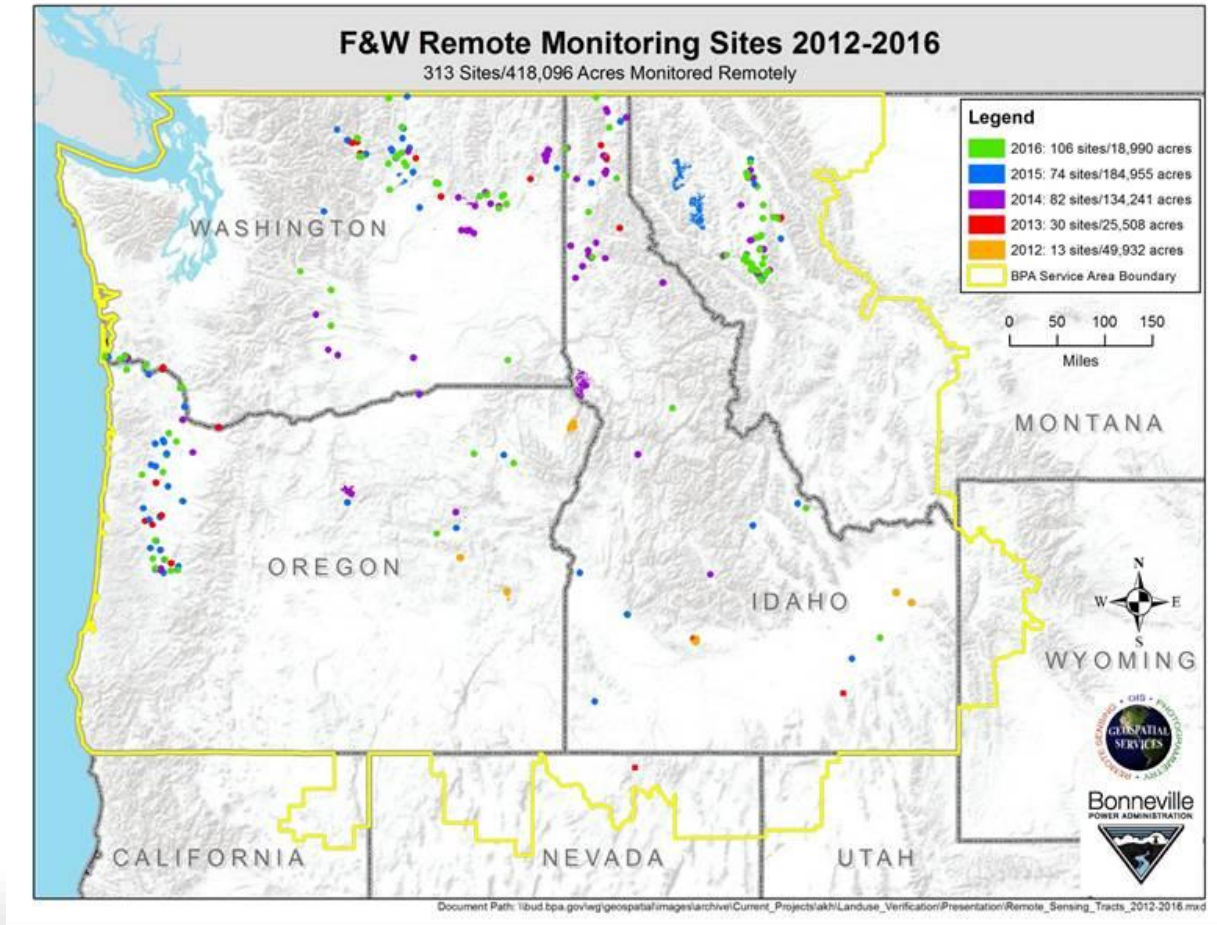 F&W Remote Monitoring Sites 2012-2016
313 Sites/418,096 Acres Monitored Remotely
Legend
2016: 106 sites/18,990 acres
2015: 74 sites/184,955 acres
2014: 82 sites/134,241 acres
2013: 30 sites/25,508 acres
2012: 13 sites/49,932 acres
BPA Service Area Boundary
0 50 100 150
Miles
WASHINGTON
MONTANA
OREGON
IDAHO
N
W E
S
WYOMING
REMOTE SENSING • GIS • PHOTOGRAMMETRY
GEOSPATIAL
SERVICES
Bonneville
POWER ADMINISTRATION
CALIFORNIA
NEVADA
UTAH
Document Path: \\bud.bpa.gov\wg\geospatial\images\archive\Current_Projects\akh\Landuse_Verification\Presentation\Remote_Sensing_Tracts_2012-2016.mxd